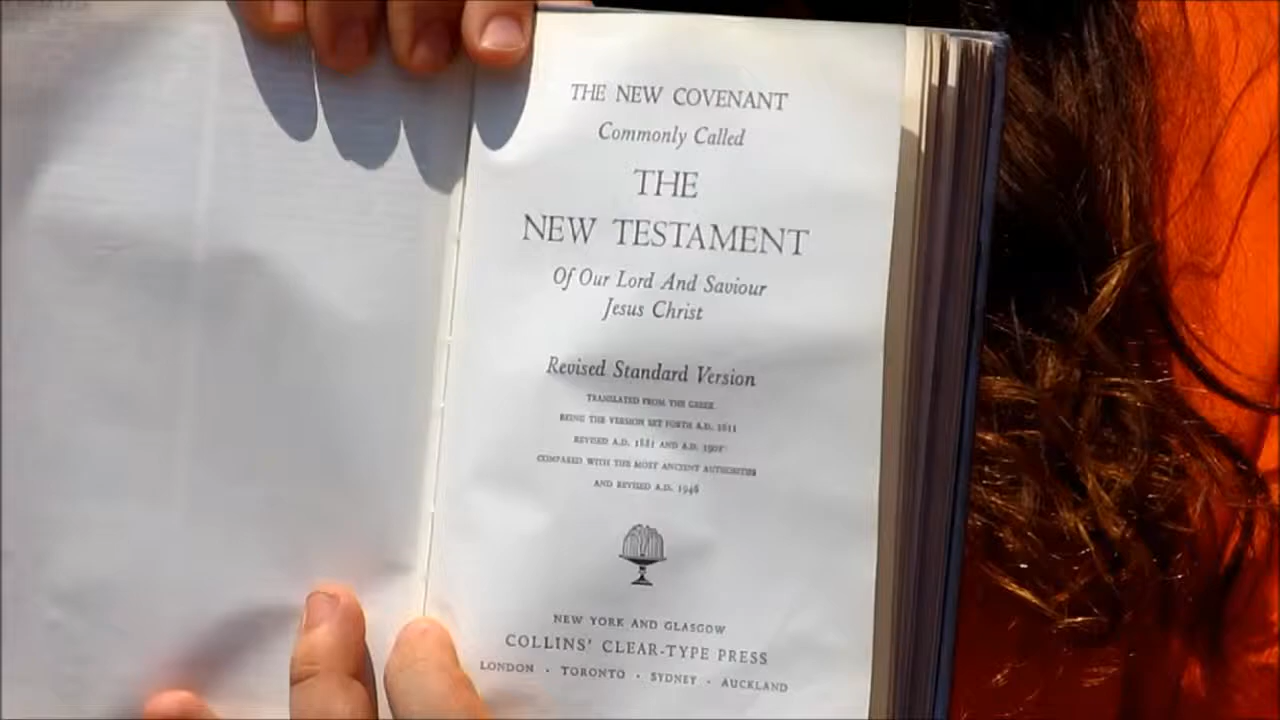 THE NEW COVENANT
Commonly Called
THE
NEW TESTAMENT
Of Our Lord And Saviour
Jesus Christ
Revised Standard Version
TRANSLATED FROM THE GREEK
BEING THE VERSION SET FORTH A.D. 1611
REVISED A.D. 1881 AND A.D. 1901
COMPARED WITH THE MOST ANCIENT AUTHORITIES
AND REVISED A.D. 1946
NEW YORK AND GLASGOW
COLLINS' CLEAR-TYPE PRESS
LONDON · TORONTO · SYDNEY · AUCKLAND